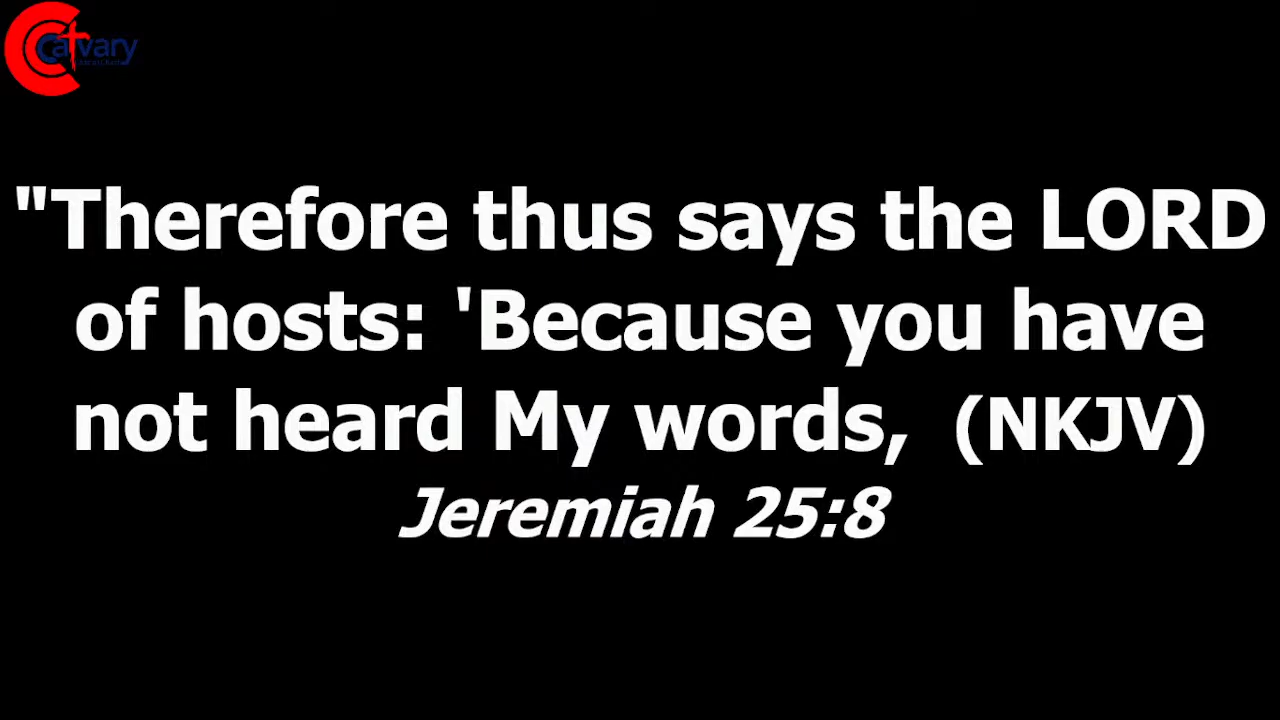 Calvary
"Therefore thus says the LORD
of hosts: 'Because you have
not heard My words,  (NKJV)
Jeremiah 25:8